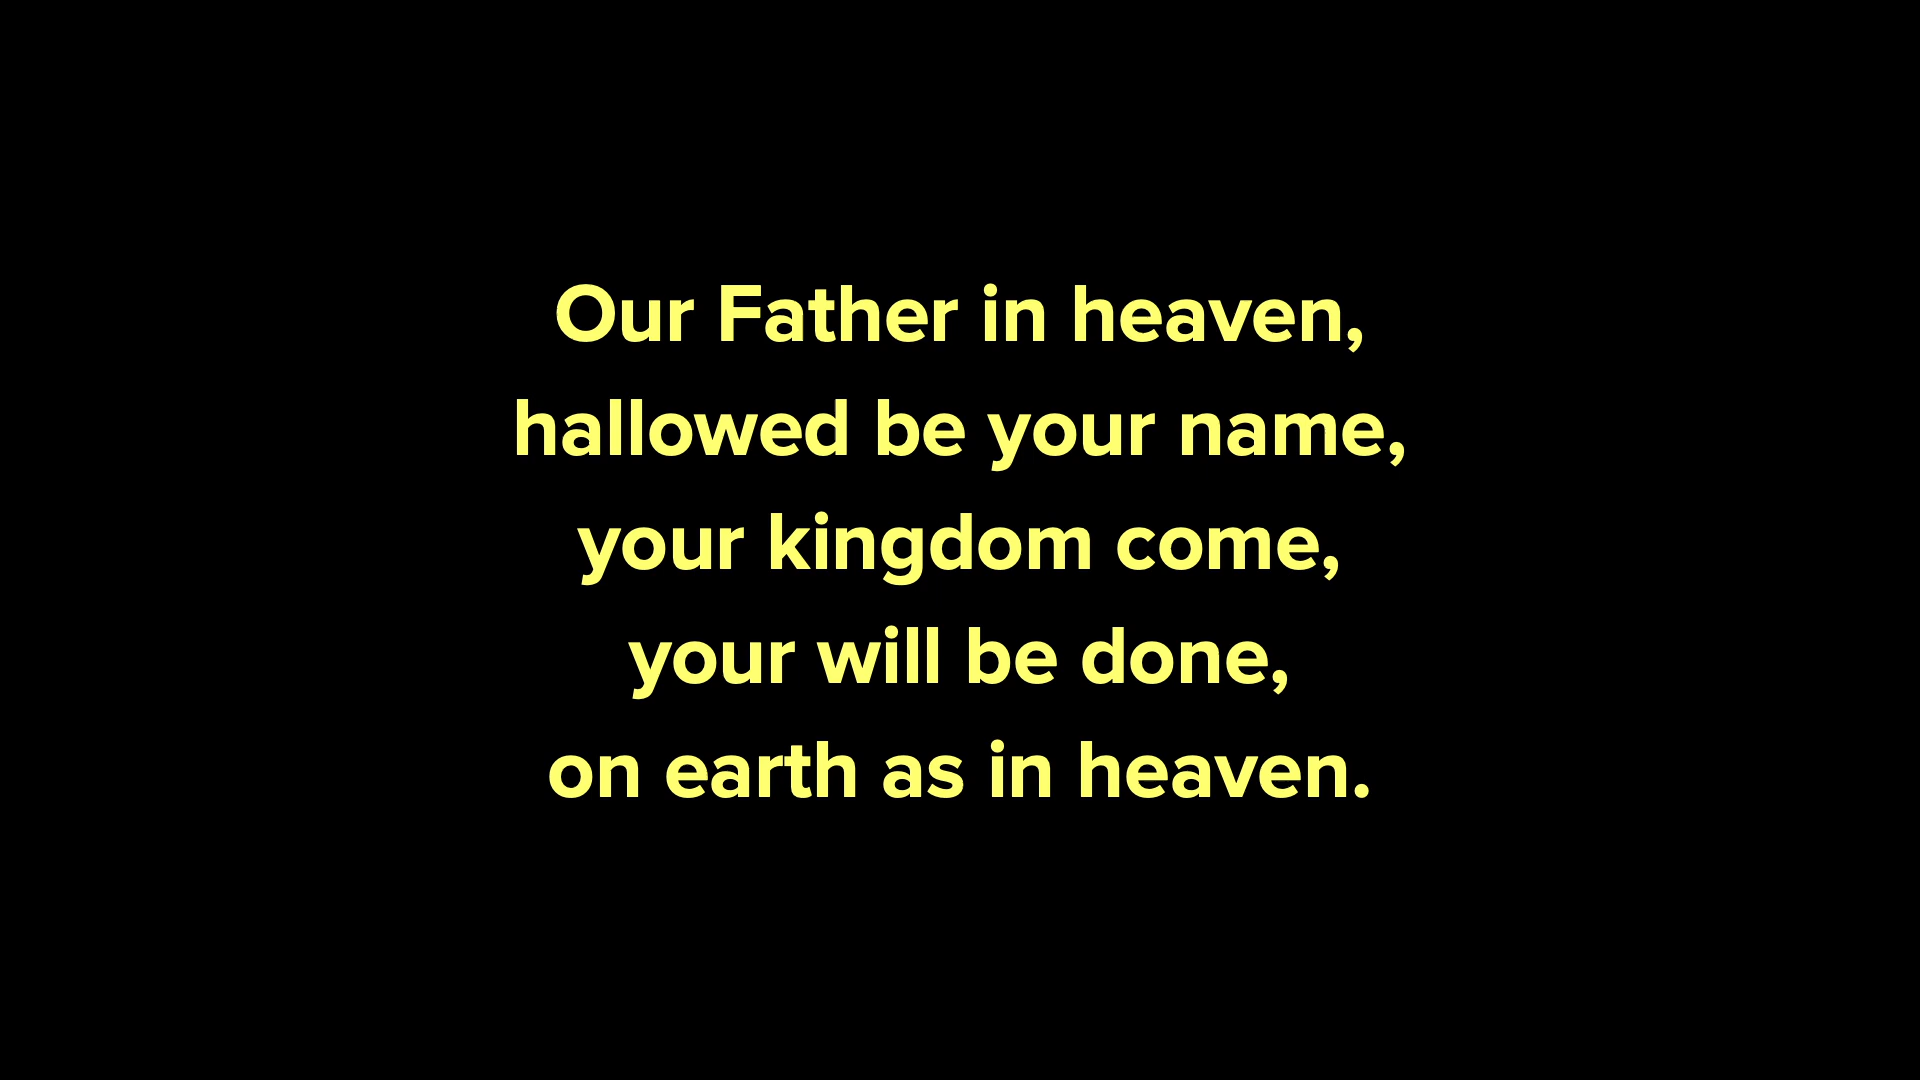 Our Father in heaven,
hallowed be your name,
your kingdom come,
your will be done,
on earth as in heaven.